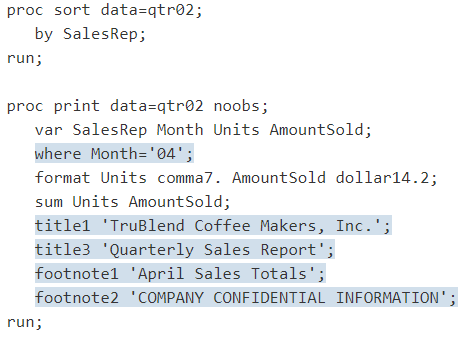 proc sort data=qtr02;
   by SalesRep;
run;

proc print data=qtr02 noobs;
   var SalesRep Month Units AmountSold;
   where Month='04';
   format Units comma7. AmountSold dollar14.2;
   sum Units AmountSold;
   title1 'TruBlend Coffee Makers, Inc.';
   title3 'Quarterly Sales Report';
   footnote1 'April Sales Totals';
   footnote2 'COMPANY CONFIDENTIAL INFORMATION';
run;